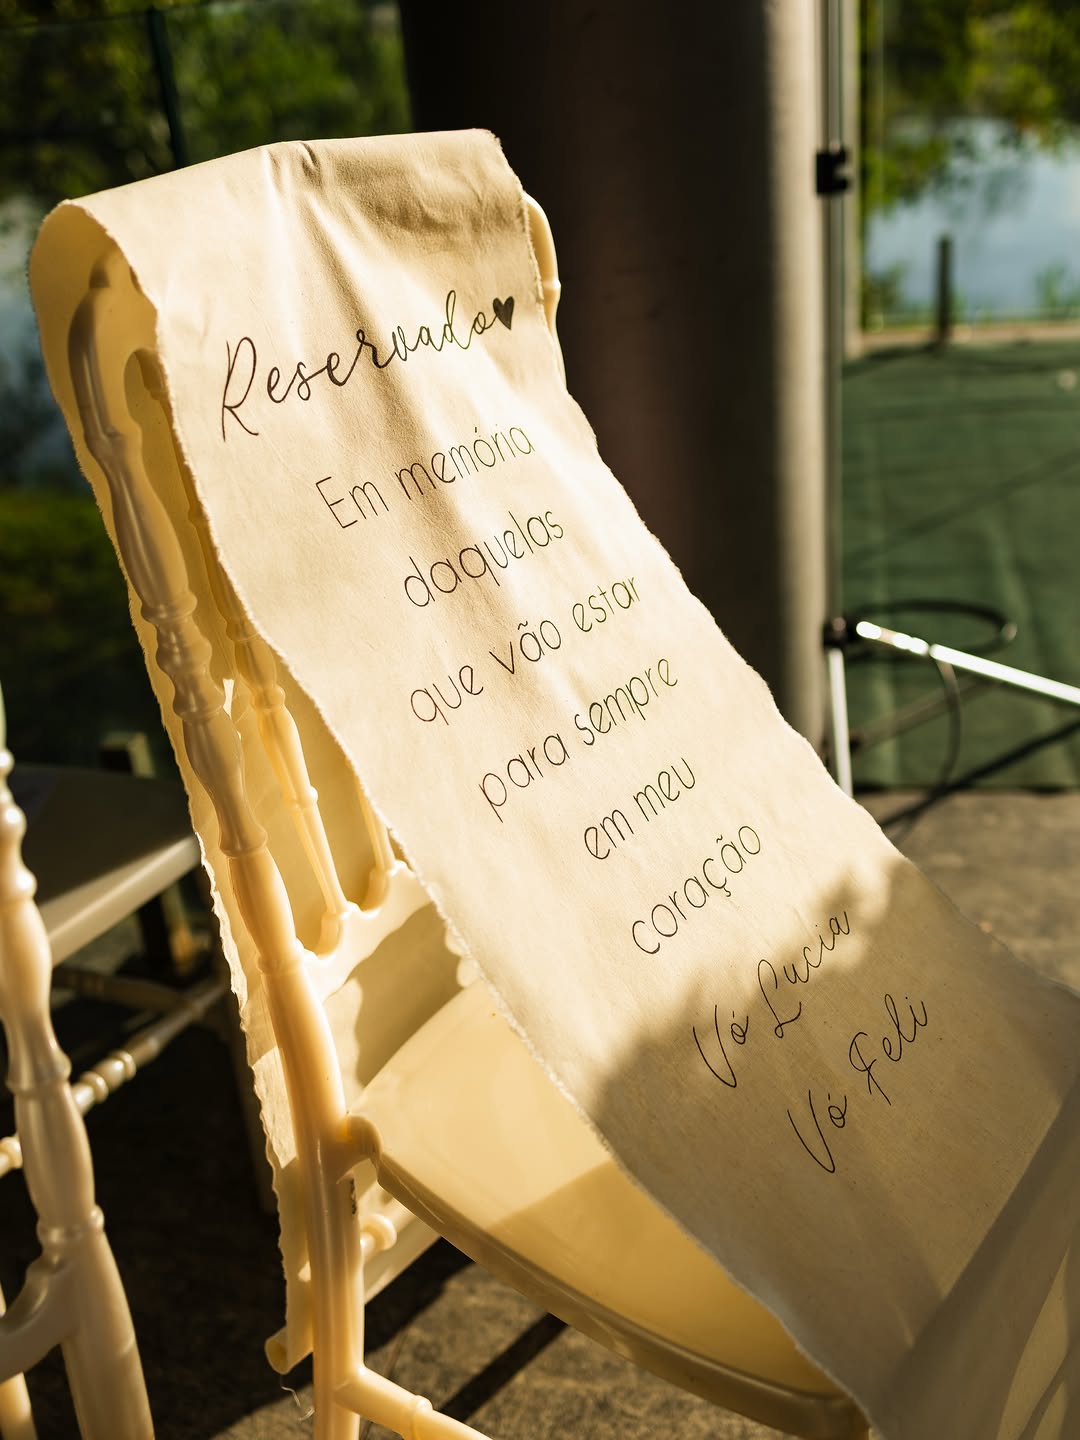 Reservado♥
Em memória
daquelas
que vão estar
para sempre
em meu
coração
Vó Lucia
Vó Feli